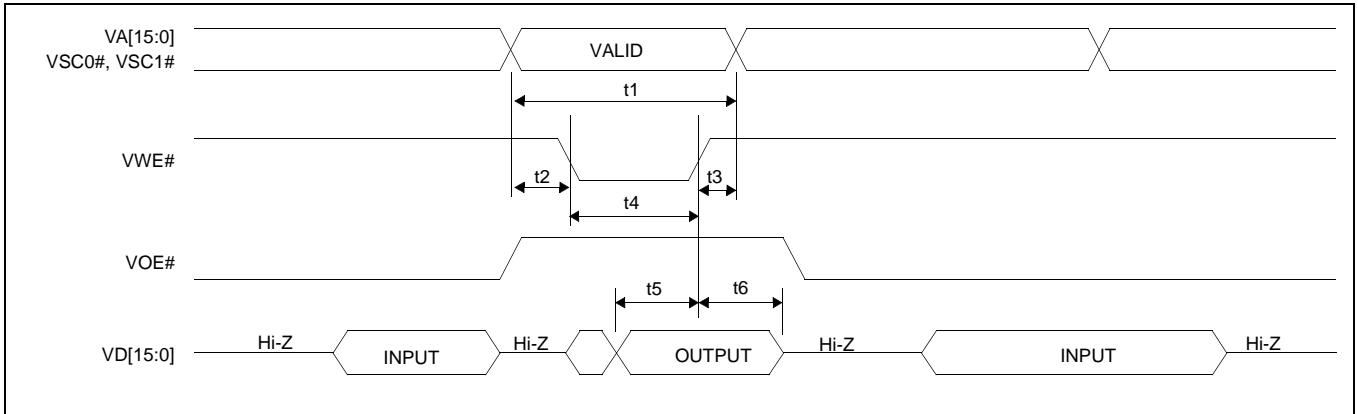 VA[15:0]
VSC0#, VSC1#
VALID
t1
VWE#
t2
t3
t4
VOE#
t5
t6
VD[15:0]
Hi-Z
INPUT
Hi-Z
OUTPUT
Hi-Z
INPUT
Hi-Z